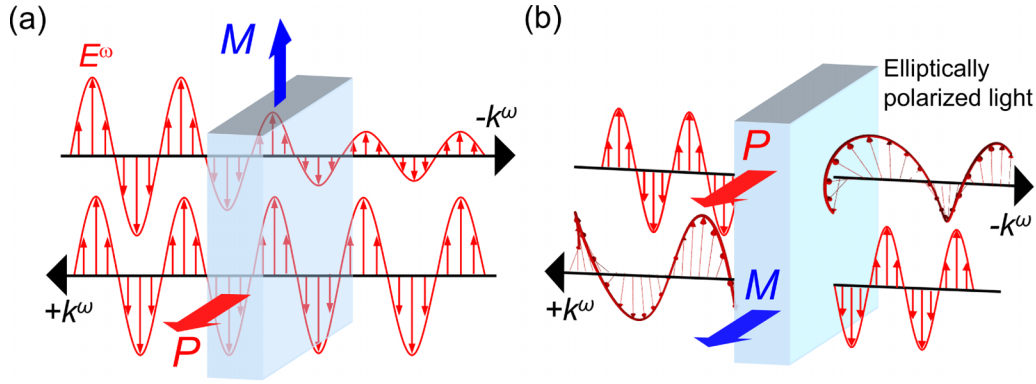 (a)
M
E^ω
-k^ω
+k^ω
P
(b)
Elliptically
polarized light
P
-k^ω
+k^ω
M